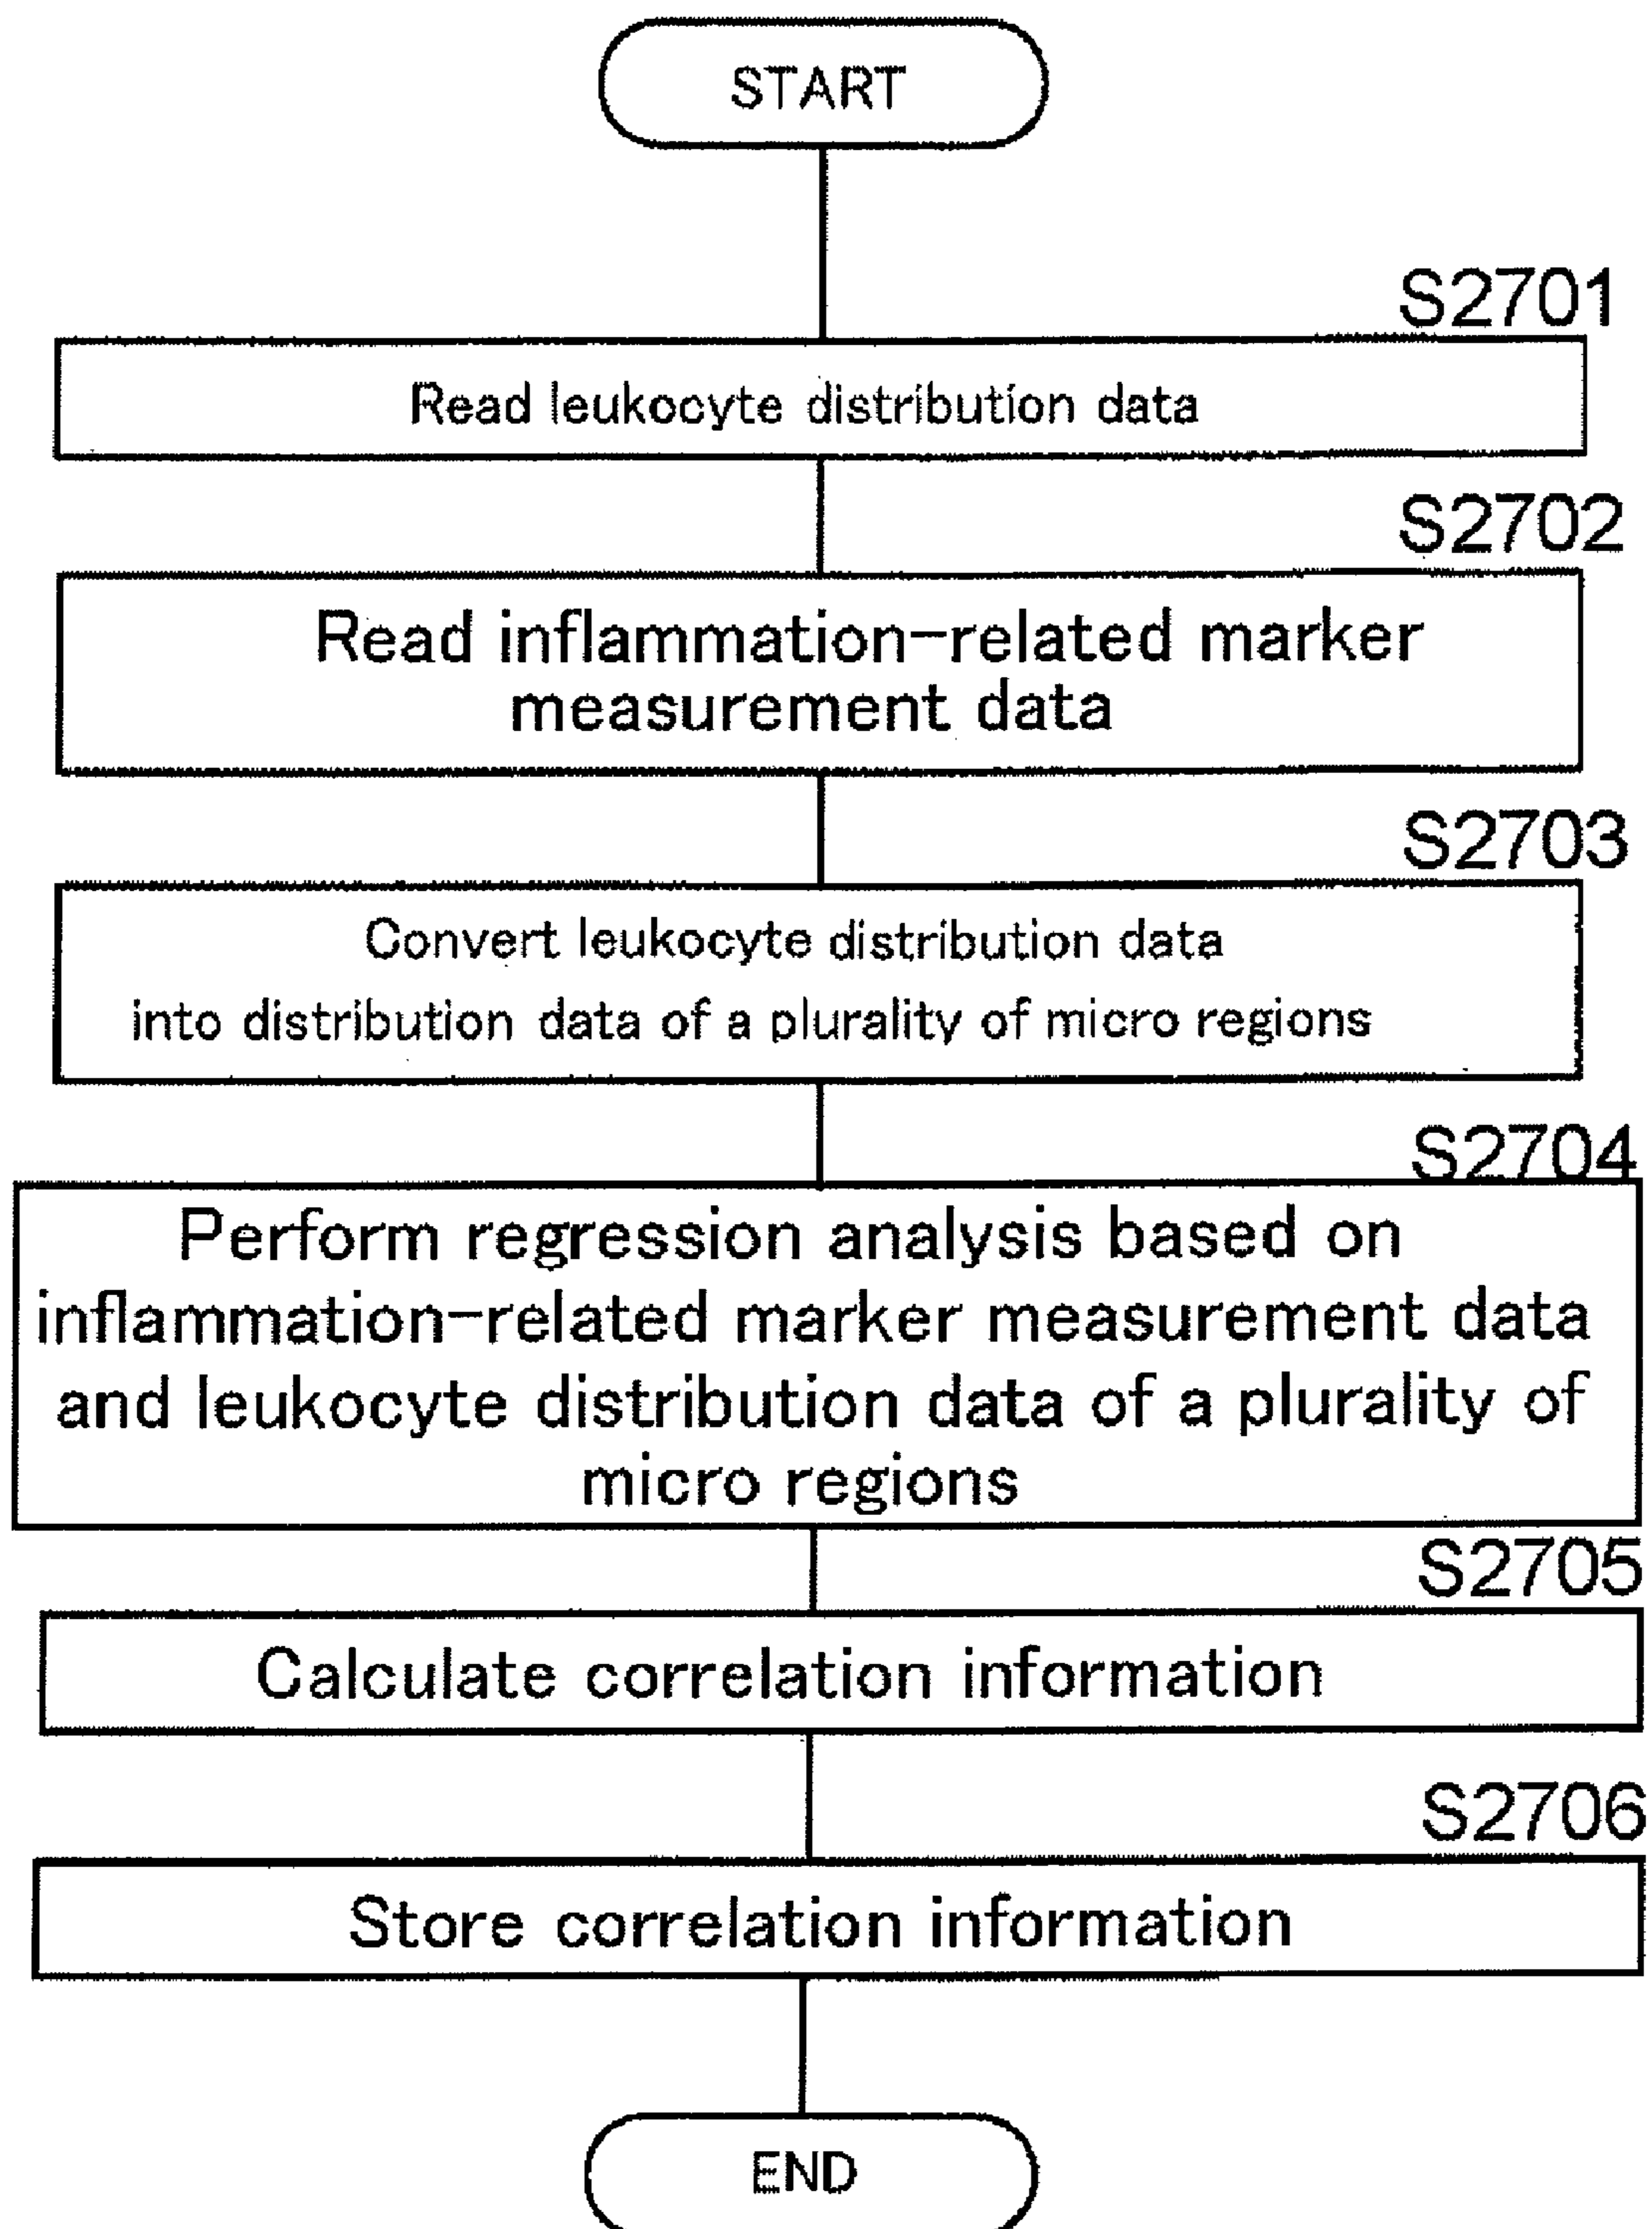 START
S2701
Read leukocyte distribution data
S2702
Read inflammation-related marker
measurement data
S2703
Convert leukocyte distribution data
into distribution data of a plurality of micro regions
S2704
Perform regression analysis based on
inflammation-related marker measurement data
and leukocyte distribution data of a plurality of
micro regions
S2705
Calculate correlation information
S2706
Store correlation information
END